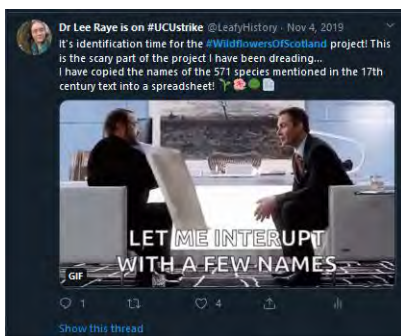 Dr Lee Raye is on #UCUstrike @LeafyHistory · Nov 4, 2019
It's identification time for the #WildflowersOfScotland project! This
is the scary part of the project I have been dreading...
I have copied the names of the 571 species mentioned in the 17th
century text into a spreadsheet!
LET ME INTERUPT
WITH A FEW NAMES
GIF
1
4
Show this thread